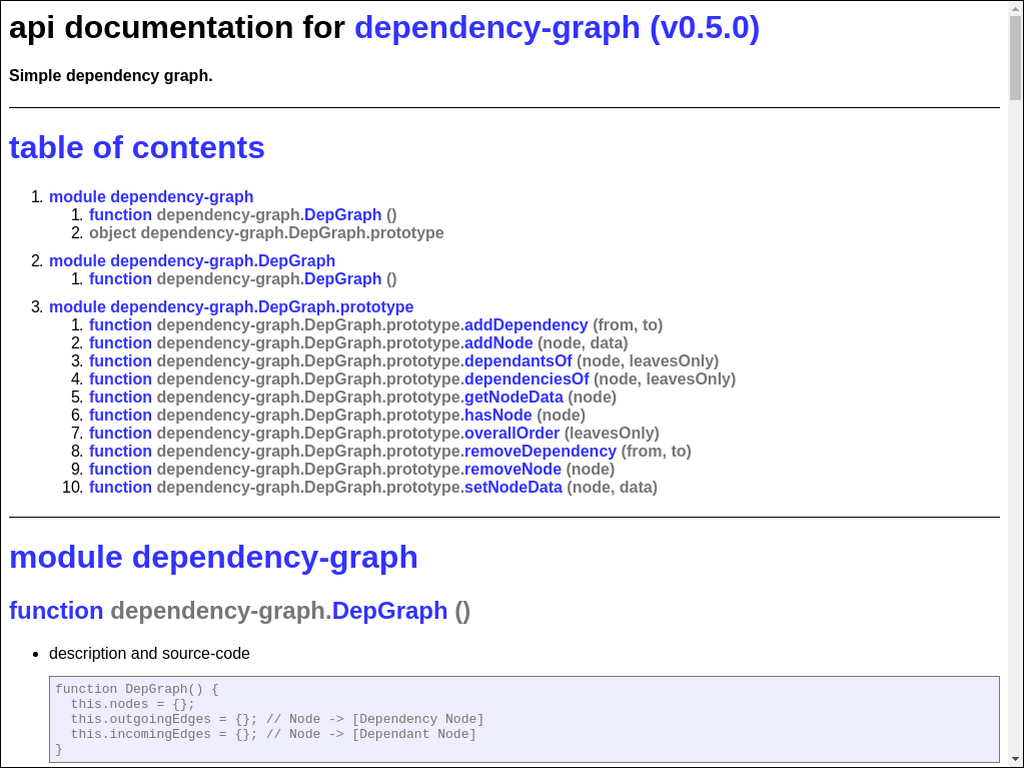 api documentation for dependency-graph (v0.5.0)
Simple dependency graph.
table of contents
1. module dependency-graph
1. function dependency-graph.DepGraph ()
2. object dependency-graph.DepGraph.prototype
2. module dependency-graph.DepGraph
1. function dependency-graph.DepGraph ()
3. module dependency-graph.DepGraph.prototype
1. function dependency-graph.DepGraph.prototype.addDependency (from, to)
2. function dependency-graph.DepGraph.prototype.addNode (node, data)
3. function dependency-graph.DepGraph.prototype.dependantsOf (node, leavesOnly)
4. function dependency-graph.DepGraph.prototype.dependenciesOf (node, leavesOnly)
5. function dependency-graph.DepGraph.prototype.getNodeData (node)
6. function dependency-graph.DepGraph.prototype.hasNode (node)
7. function dependency-graph.DepGraph.prototype.overallOrder (leavesOnly)
8. function dependency-graph.DepGraph.prototype.removeDependency (from, to)
9. function dependency-graph.DepGraph.prototype.removeNode (node)
10. function dependency-graph.DepGraph.prototype.setNodeData (node, data)
module dependency-graph
function dependency-graph.DepGraph ()
• description and source-code
function DepGraph() {
  this.nodes = {};
  this.outgoingEdges = {}; // Node -> [Dependency Node]
  this.incomingEdges = {}; // Node -> [Dependant Node]
}